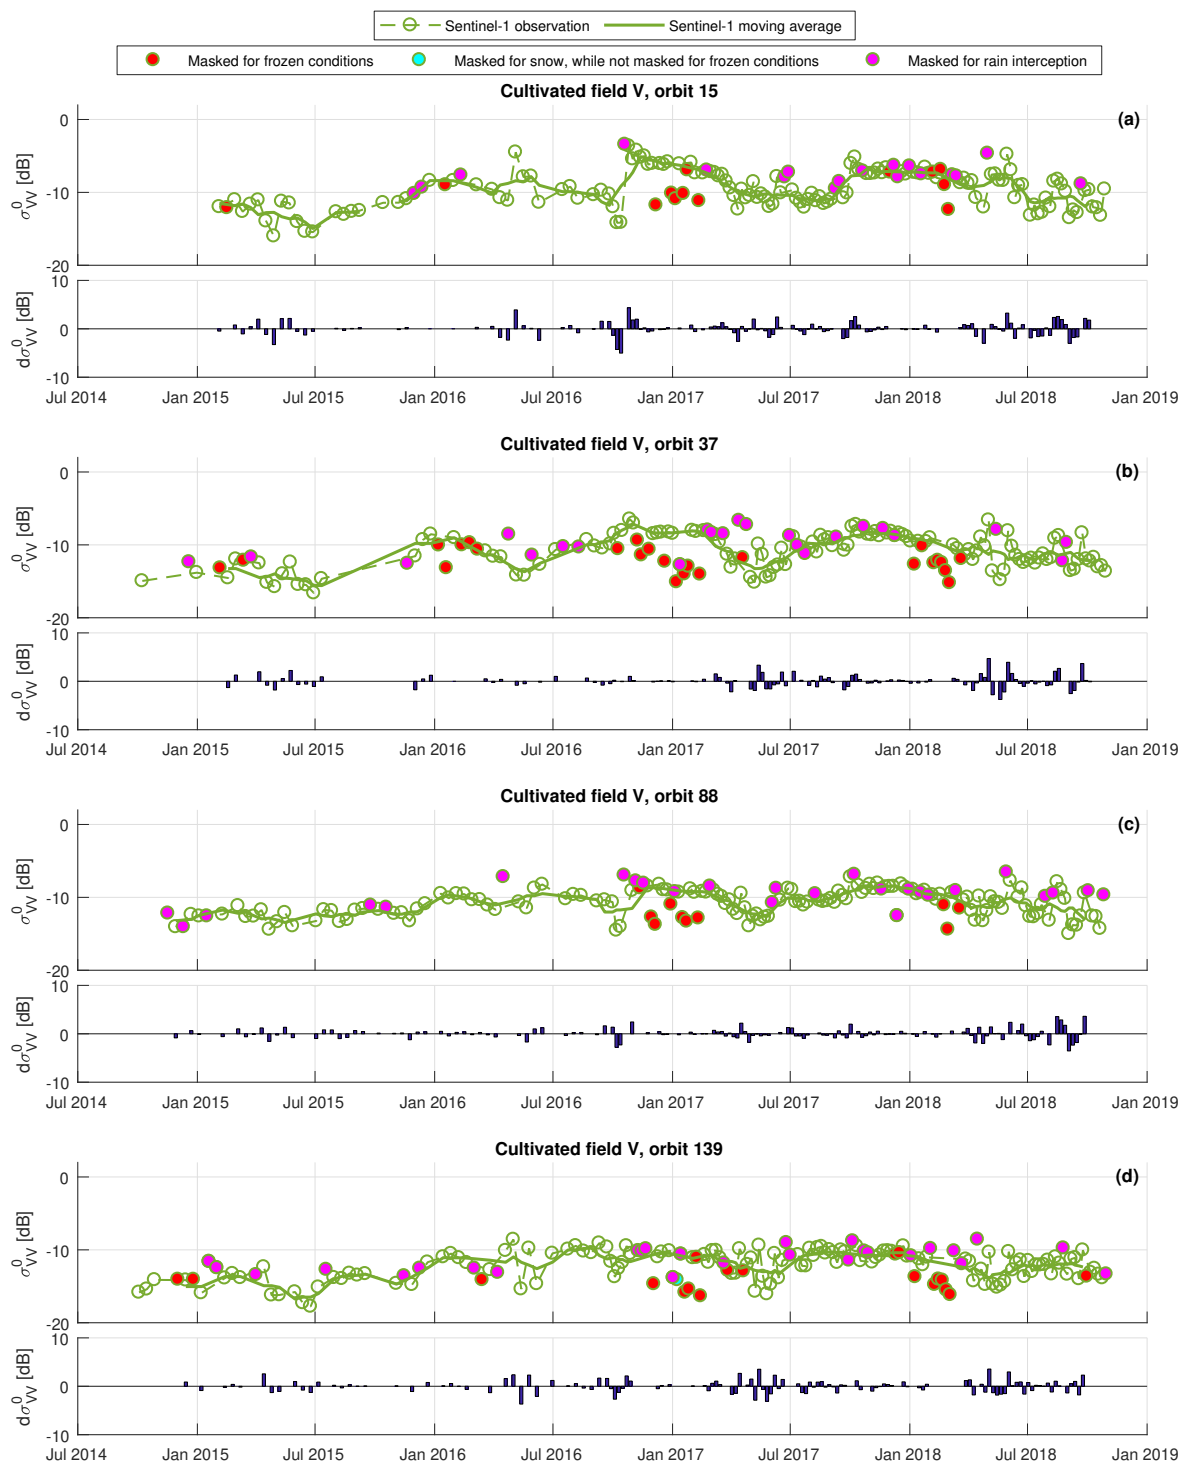 Sentinel-1 observation Sentinel-1 moving average
Masked for frozen conditions Masked for snow, while not masked for frozen conditions Masked for rain interception
Cultivated field V, orbit 15
(a)
0
-10
-20
σ⁰VV [dB]
10
0
-10
dσ⁰VV [dB]
Jul 2014 Jan 2015 Jul 2015 Jan 2016 Jul 2016 Jan 2017 Jul 2017 Jan 2018 Jul 2018 Jan 2019
Cultivated field V, orbit 37
(b)
0
-10
-20
σ⁰VV [dB]
10
0
-10
dσ⁰VV [dB]
Jul 2014 Jan 2015 Jul 2015 Jan 2016 Jul 2016 Jan 2017 Jul 2017 Jan 2018 Jul 2018 Jan 2019
Cultivated field V, orbit 88
(c)
0
-10
-20
σ⁰VV [dB]
10
0
-10
dσ⁰VV [dB]
Jul 2014 Jan 2015 Jul 2015 Jan 2016 Jul 2016 Jan 2017 Jul 2017 Jan 2018 Jul 2018 Jan 2019
Cultivated field V, orbit 139
(d)
0
-10
-20
σ⁰VV [dB]
10
0
-10
dσ⁰VV [dB]
Jul 2014 Jan 2015 Jul 2015 Jan 2016 Jul 2016 Jan 2017 Jul 2017 Jan 2018 Jul 2018 Jan 2019